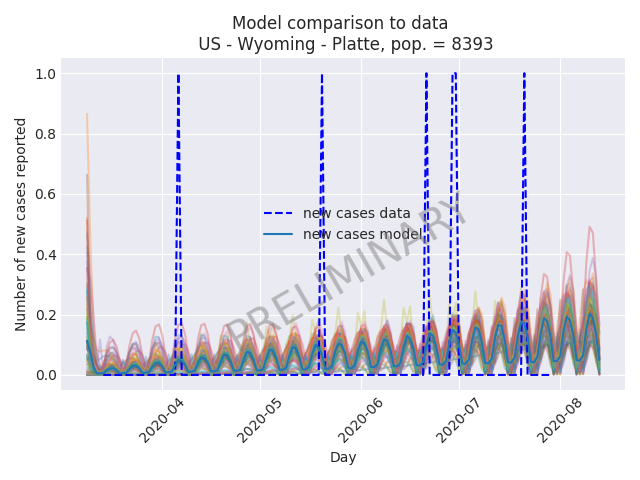 Model comparison to data
US - Wyoming - Platte, pop. = 8393
Number of new cases reported
1.0
0.8
0.6
0.4
0.2
0.0
new cases data
new cases model
PRELIMINARY
2020-04
2020-05
2020-06
2020-07
2020-08
Day